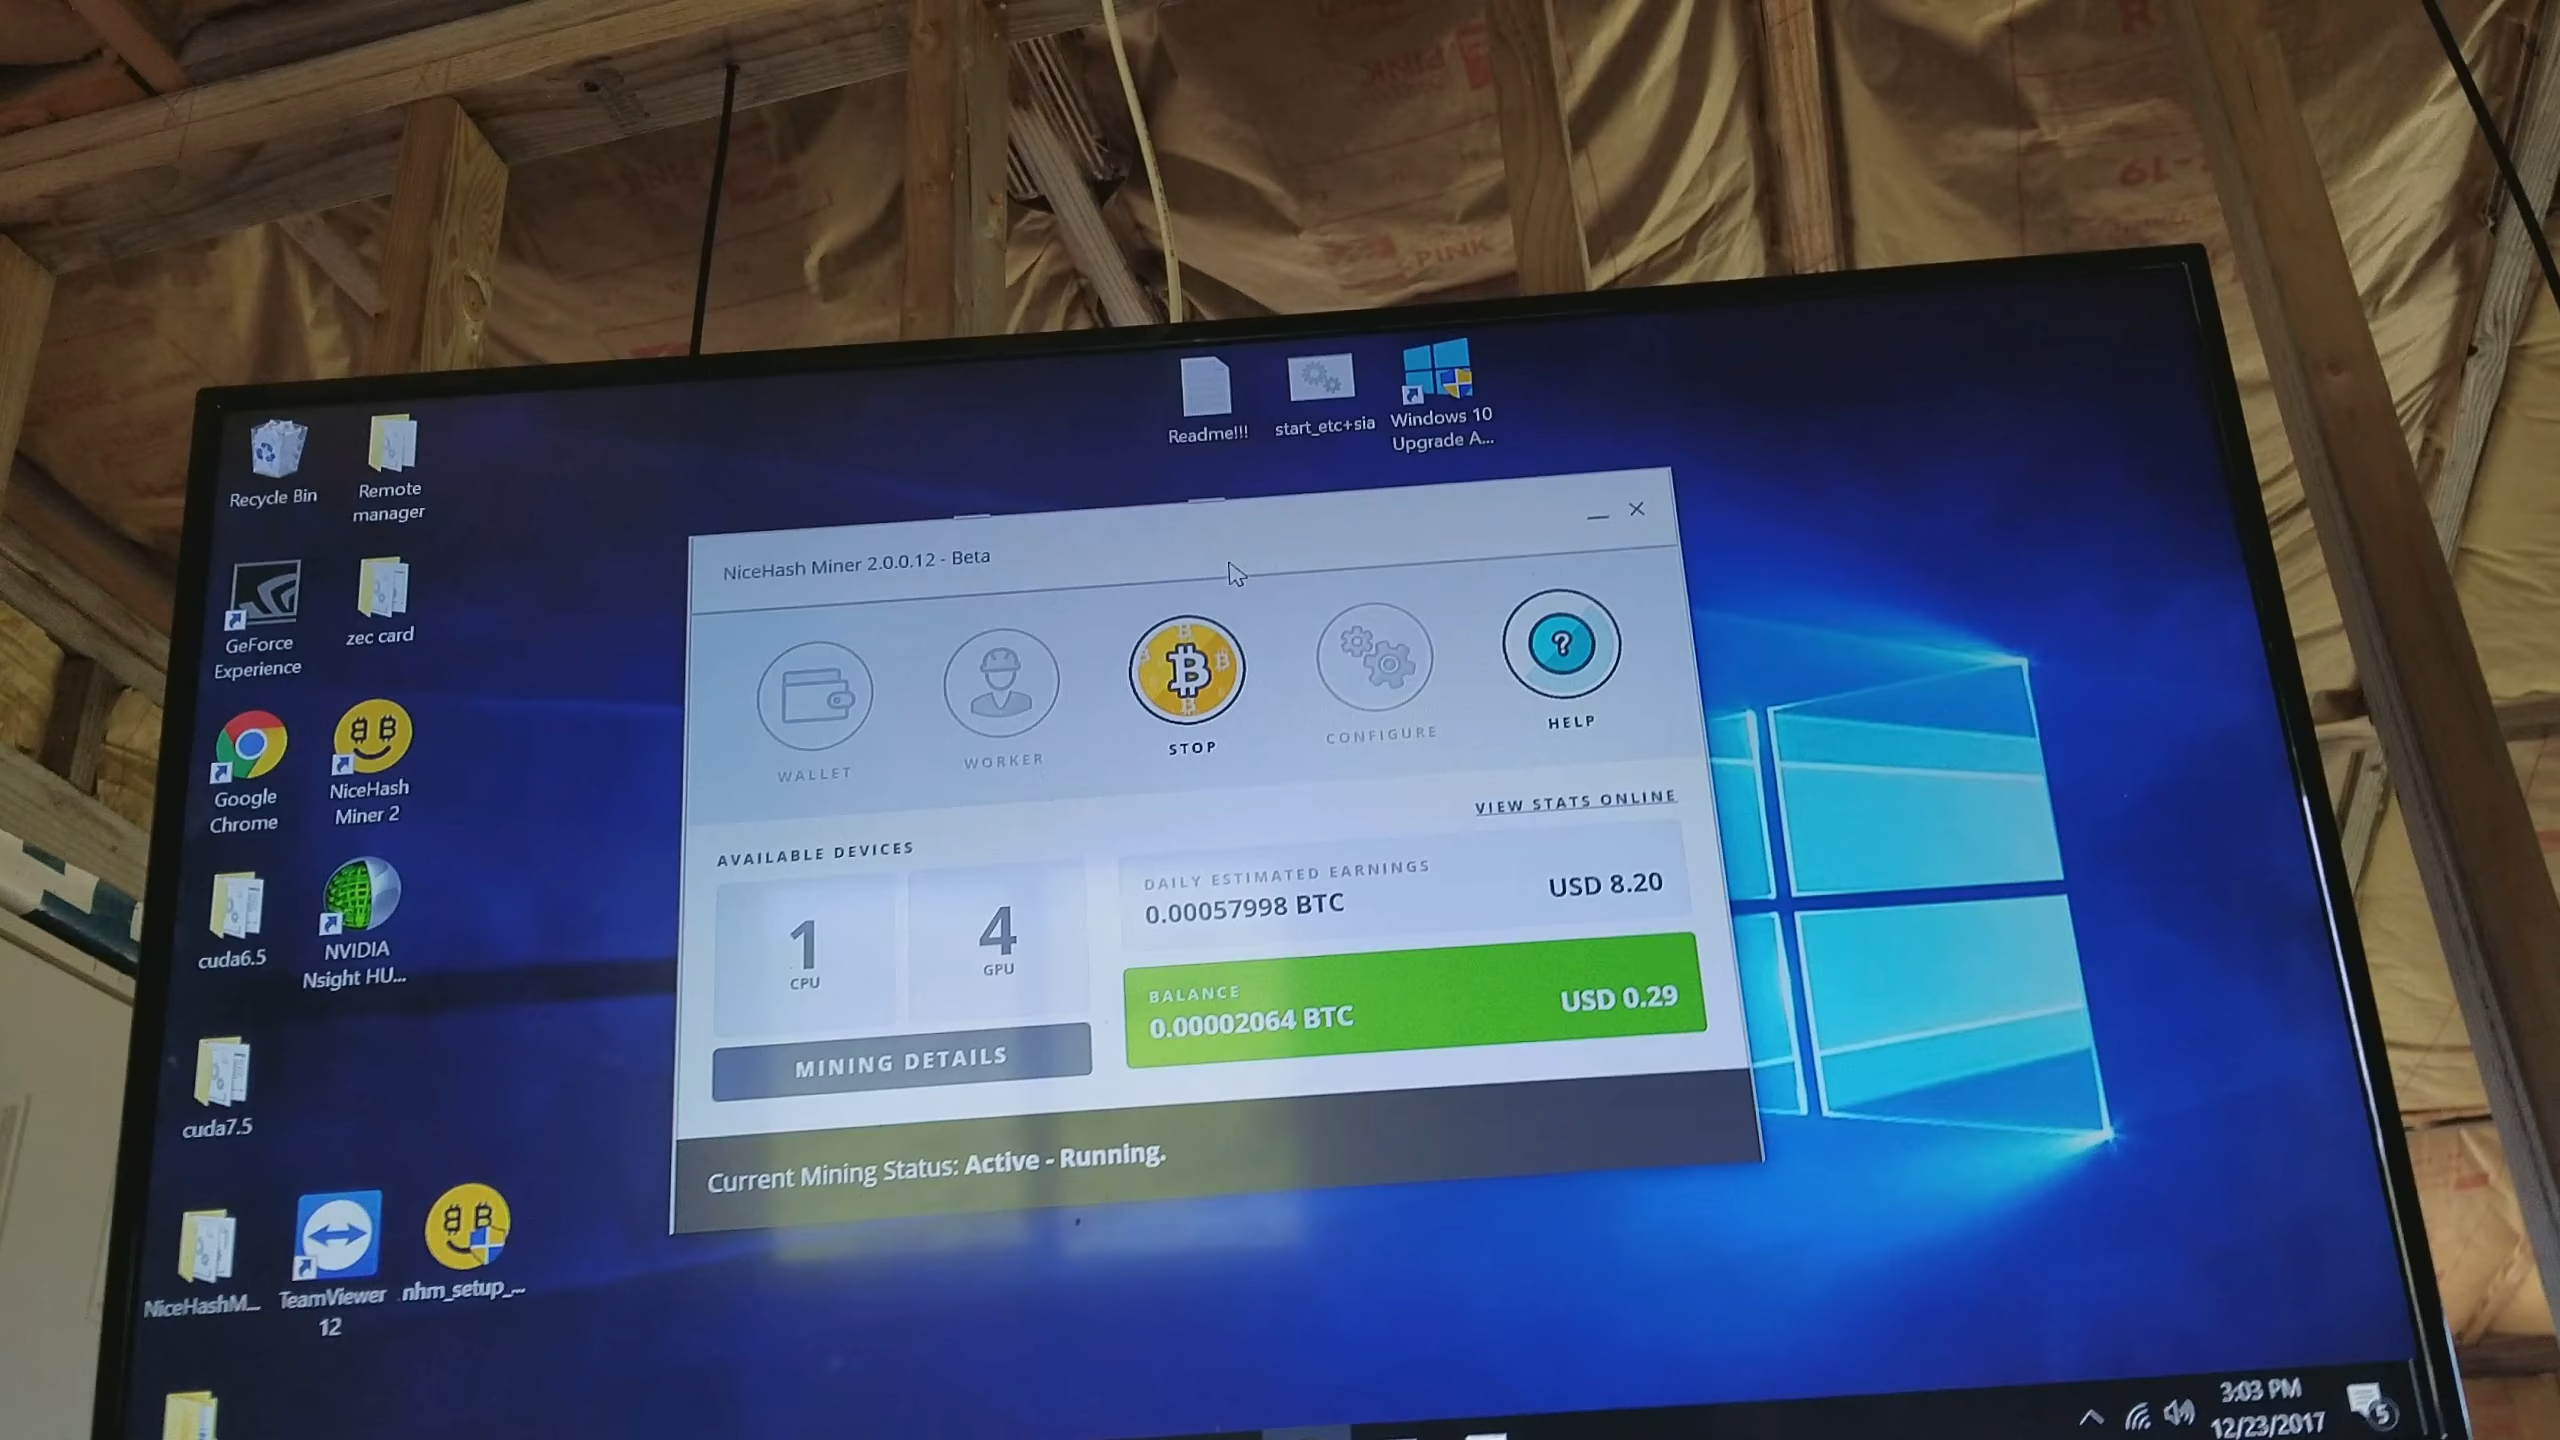 PINK
PINK
Readme!!!
start_etc+sia
Windows 10
Upgrade A...
Recycle Bin
Remote
manager
GeForce
Experience
zec card
Google
Chrome
NiceHash
Miner 2
cuda6.5
NVIDIA
Nsight HU...
cuda7.5
NiceHashM...
TeamViewer
12
nhm_setup_...
NiceHash Miner 2.0.0.12 - Beta
WALLET
WORKER
STOP
CONFIGURE
HELP
VIEW STATS ONLINE
AVAILABLE DEVICES
1
CPU
4
GPU
MINING DETAILS
DAILY ESTIMATED EARNINGS
0.00057998 BTC
USD 8.20
BALANCE
0.00002064 BTC
USD 0.29
Current Mining Status: Active - Running.
3:03 PM
12/23/2017
5